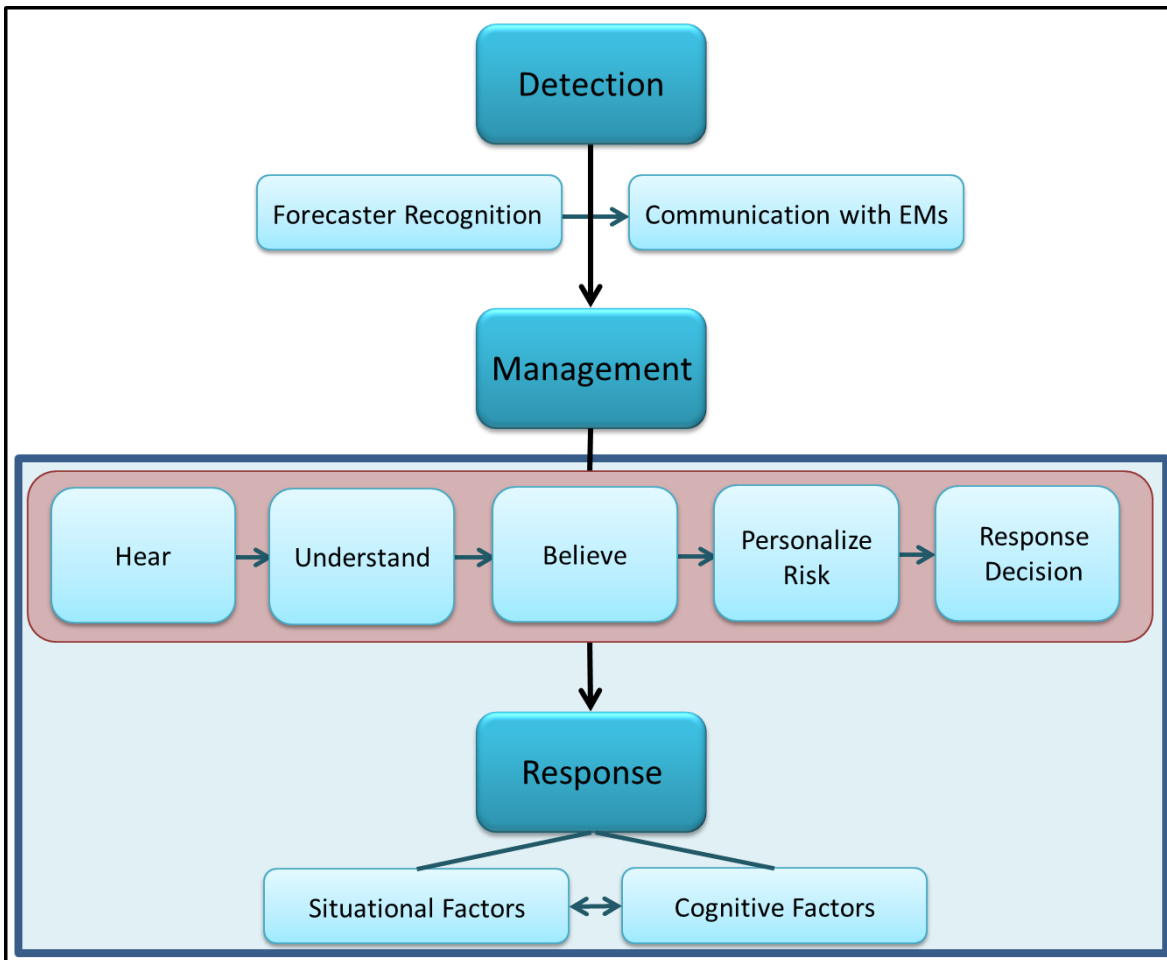 Detection
Forecaster Recognition
Communication with EMs
Management
Hear
Understand
Believe
Personalize
Risk
Response
Decision
Response
Situational Factors
Cognitive Factors